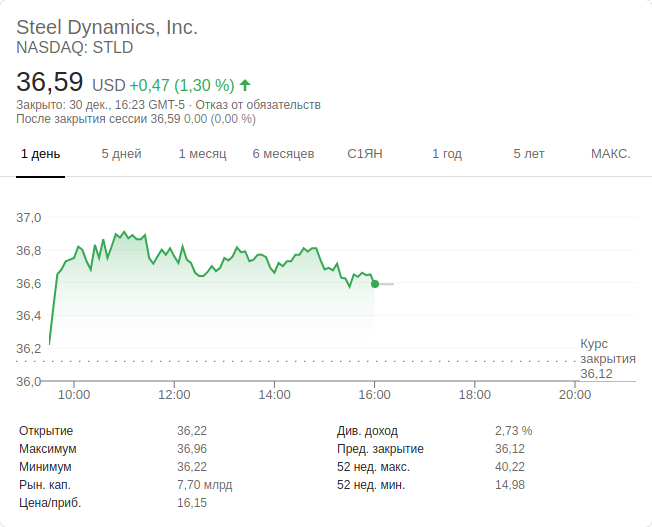 Steel Dynamics, Inc.
NASDAQ: STLD
36,59 USD +0,47 (1,30 %)
Закрыто: 30 дек., 16:23 GMT-5 · Отказ от обязательств
После закрытия сессии 36,59 0,00 (0,00 %)
1 день 5 дней 1 месяц 6 месяцев С1ЯН 1 год 5 лет МАКС.
37,0
36,8
36,6
36,4
36,2
36,0
Курс
закрытия
36,12
10:00 12:00 14:00 16:00 18:00 20:00
Открытие 36,22 Див. доход 2,73 %
Максимум 36,96 Пред. закрытие 36,12
Минимум 36,22 52 нед. макс. 40,22
Рын. кап. 7,70 млрд 52 нед. мин. 14,98
Цена/приб. 16,15